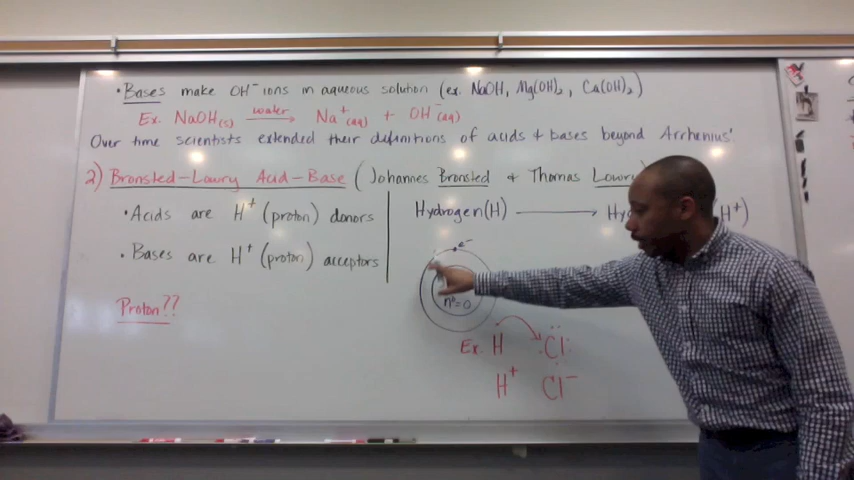 • Bases make OH⁻ ions in aqueous solution (ex. NaOH, Mg(OH)₂, Ca(OH)₂)
Ex. NaOH(s) water → Na⁺(aq) + OH⁻(aq)
Over time scientists extended their definitions of acids & bases beyond Arrhenius'
2) Bronsted-Lowry Acid-Base (Johannes Bronsted & Thomas Lowry)
• Acids are H⁺ (proton) donors
• Bases are H⁺ (proton) acceptors
Proton??
Hydrogen (H) → Hyd H⁺)
e⁻
n°=0
Ex. H Cl
H⁺ Cl⁻